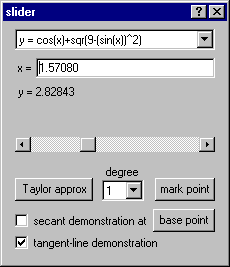 slider
y = cos(x)+sqr(9-(sin(x))^2)
x = 1.57080
y = 2.82843
degree
Taylor approx 1 mark point
secant demonstration at base point
tangent-line demonstration